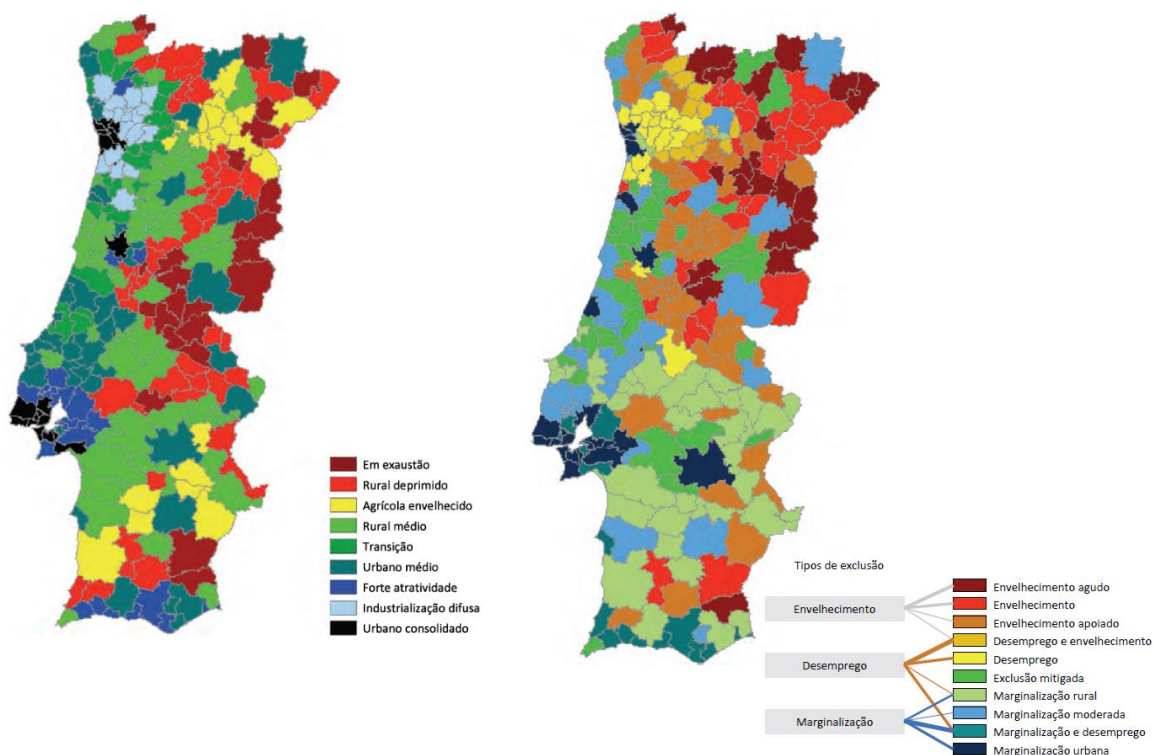 Em exaustão
Rural deprimido
Agrícola envelhecido
Rural médio
Transição
Urbano médio
Forte atratividade
Industrialização difusa
Urbano consolidado
Tipos de exclusão
Envelhecimento
Desemprego
Marginalização
Envelhecimento agudo
Envelhecimento
Envelhecimento apoiado
Desemprego e envelhecimento
Desemprego
Exclusão mitigada
Marginalização rural
Marginalização moderada
Marginalização e desemprego
Marginalização urbana